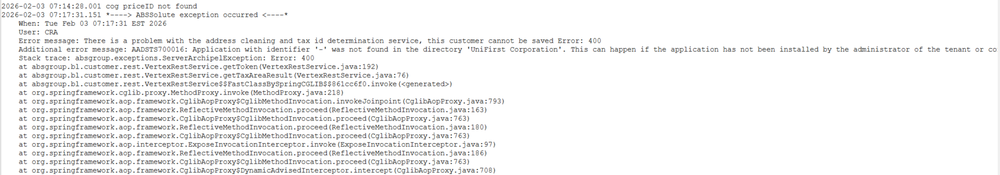 2026-02-03 07:14:28.001 cog priceID not found
2026-02-03 07:17:31.151 *----> ABSSolute exception occurred <----*
When: Tue Feb 03 07:17:31 EST 2026
User: CRA
Error message: There is a problem with the address cleaning and tax id determination service, this customer cannot be saved Error: 400
Additional error message: AADSTS700016: Application with identifier '-' was not found in the directory 'UniFirst Corporation'. This can happen if the application has not been installed by the administrator of the tenant or co
Stack trace: absgroup.exceptions.ServerArchipelException: Error: 400
at absgroup.bl.customer.rest.VertexRestService.getToken(VertexRestService.java:192)
at absgroup.bl.customer.rest.VertexRestService.getTaxAreaResult(VertexRestService.java:76)
at absgroup.bl.customer.rest.VertexRestService$$FastClassBySpringCGLIB$$861cc6f0.invoke(<generated>)
at org.springframework.cglib.proxy.MethodProxy.invoke(MethodProxy.java:218)
at org.springframework.aop.framework.CglibAopProxy$CglibMethodInvocation.invokeJoinpoint(CglibAopProxy.java:793)
at org.springframework.aop.framework.ReflectiveMethodInvocation.proceed(ReflectiveMethodInvocation.java:163)
at org.springframework.aop.framework.CglibAopProxy$CglibMethodInvocation.proceed(CglibAopProxy.java:763)
at org.springframework.aop.framework.ReflectiveMethodInvocation.proceed(ReflectiveMethodInvocation.java:180)
at org.springframework.aop.framework.CglibAopProxy$CglibMethodInvocation.proceed(CglibAopProxy.java:763)
at org.springframework.aop.interceptor.ExposeInvocationInterceptor.invoke(ExposeInvocationInterceptor.java:97)
at org.springframework.aop.framework.ReflectiveMethodInvocation.proceed(ReflectiveMethodInvocation.java:186)
at org.springframework.aop.framework.CglibAopProxy$CglibMethodInvocation.proceed(CglibAopProxy.java:763)
at org.springframework.aop.framework.CglibAopProxy$DynamicAdvisedInterceptor.intercept(CglibAopProxy.java:708)